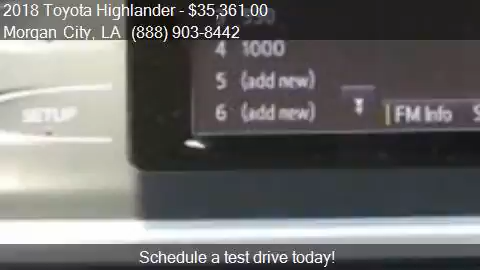 2018 Toyota Highlander - $35,361.00
Morgan City, LA (888) 903-8442
4 1000
5 (add new)
6 (add new)
FM Info
SETUP
Schedule a test drive today!